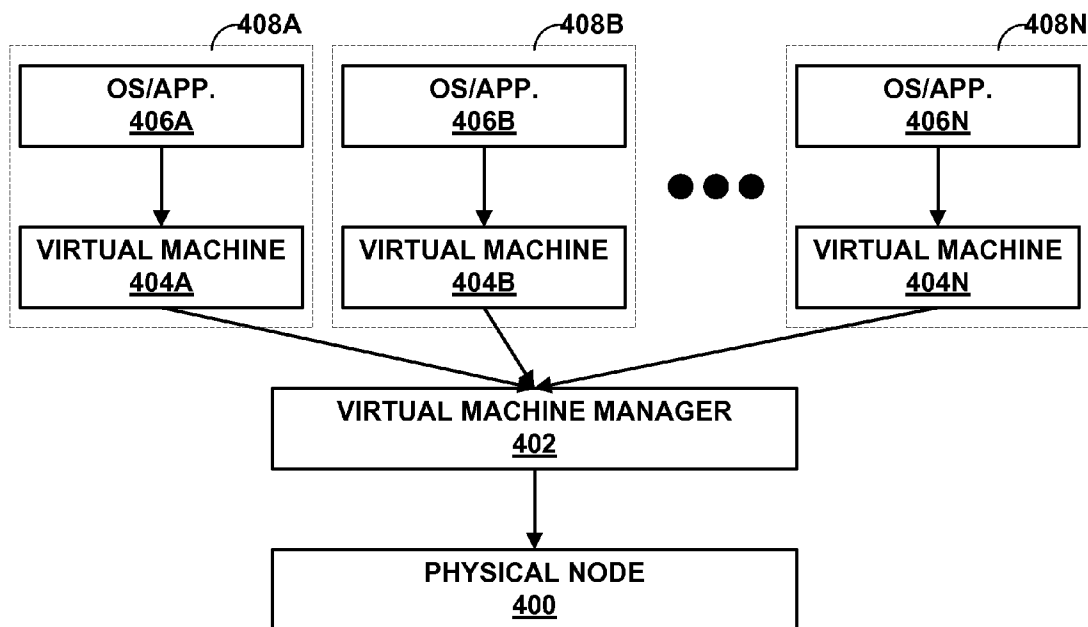 408A
408B
408N
OS/APP.
406A
OS/APP.
406B
OS/APP.
406N
VIRTUAL MACHINE
404A
VIRTUAL MACHINE
404B
VIRTUAL MACHINE
404N
VIRTUAL MACHINE MANAGER
402
PHYSICAL NODE
400